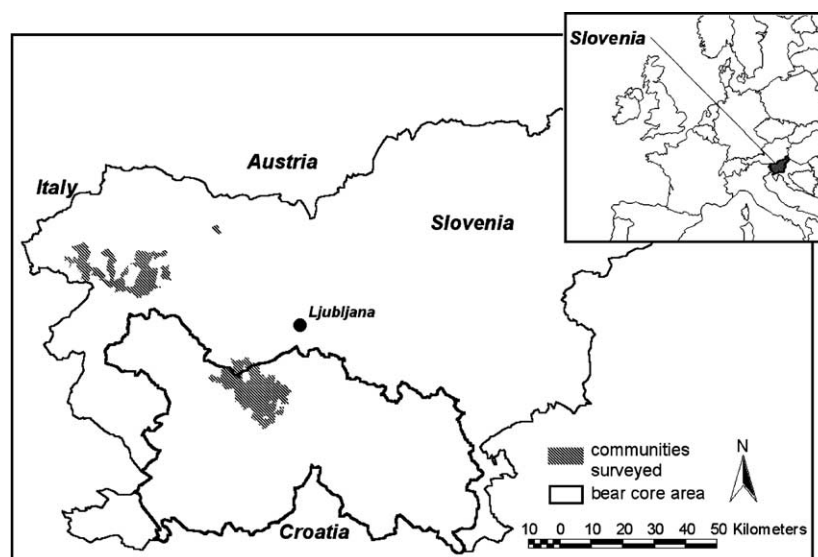 Slovenia
Austria
Italy
Slovenia
Ljubljana
communities
surveyed
bear core area
N
Croatia
10 0 10 20 30 40 50 Kilometers